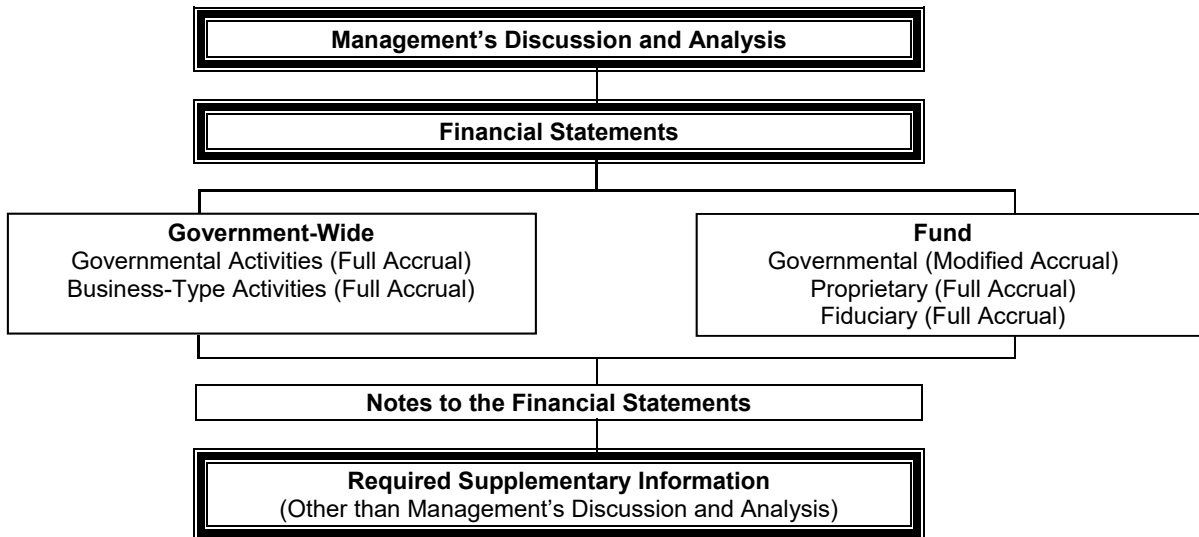 Management’s Discussion and Analysis
Financial Statements
Government-Wide
Governmental Activities (Full Accrual)
Business-Type Activities (Full Accrual)
Fund
Governmental (Modified Accrual)
Proprietary (Full Accrual)
Fiduciary (Full Accrual)
Notes to the Financial Statements
Required Supplementary Information
(Other than Management’s Discussion and Analysis)